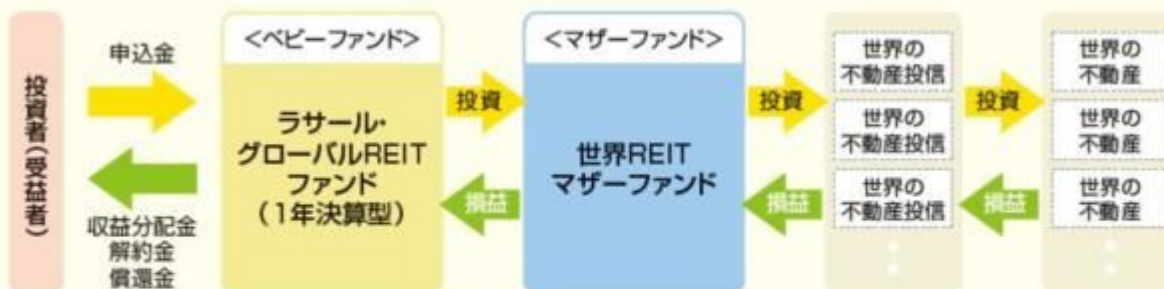 投資者(受益者)
申込金
収益分配金
解約金
償還金
<ベビーファンド>
ラサール・
グローバルREIT
ファンド
(1年決算型)
投資
損益
<マザーファンド>
世界REIT
マザーファンド
投資
損益
世界の
不動産投信
世界の
不動産投信
世界の
不動産投信
投資
損益
世界の
不動産
世界の
不動産
世界の
不動産